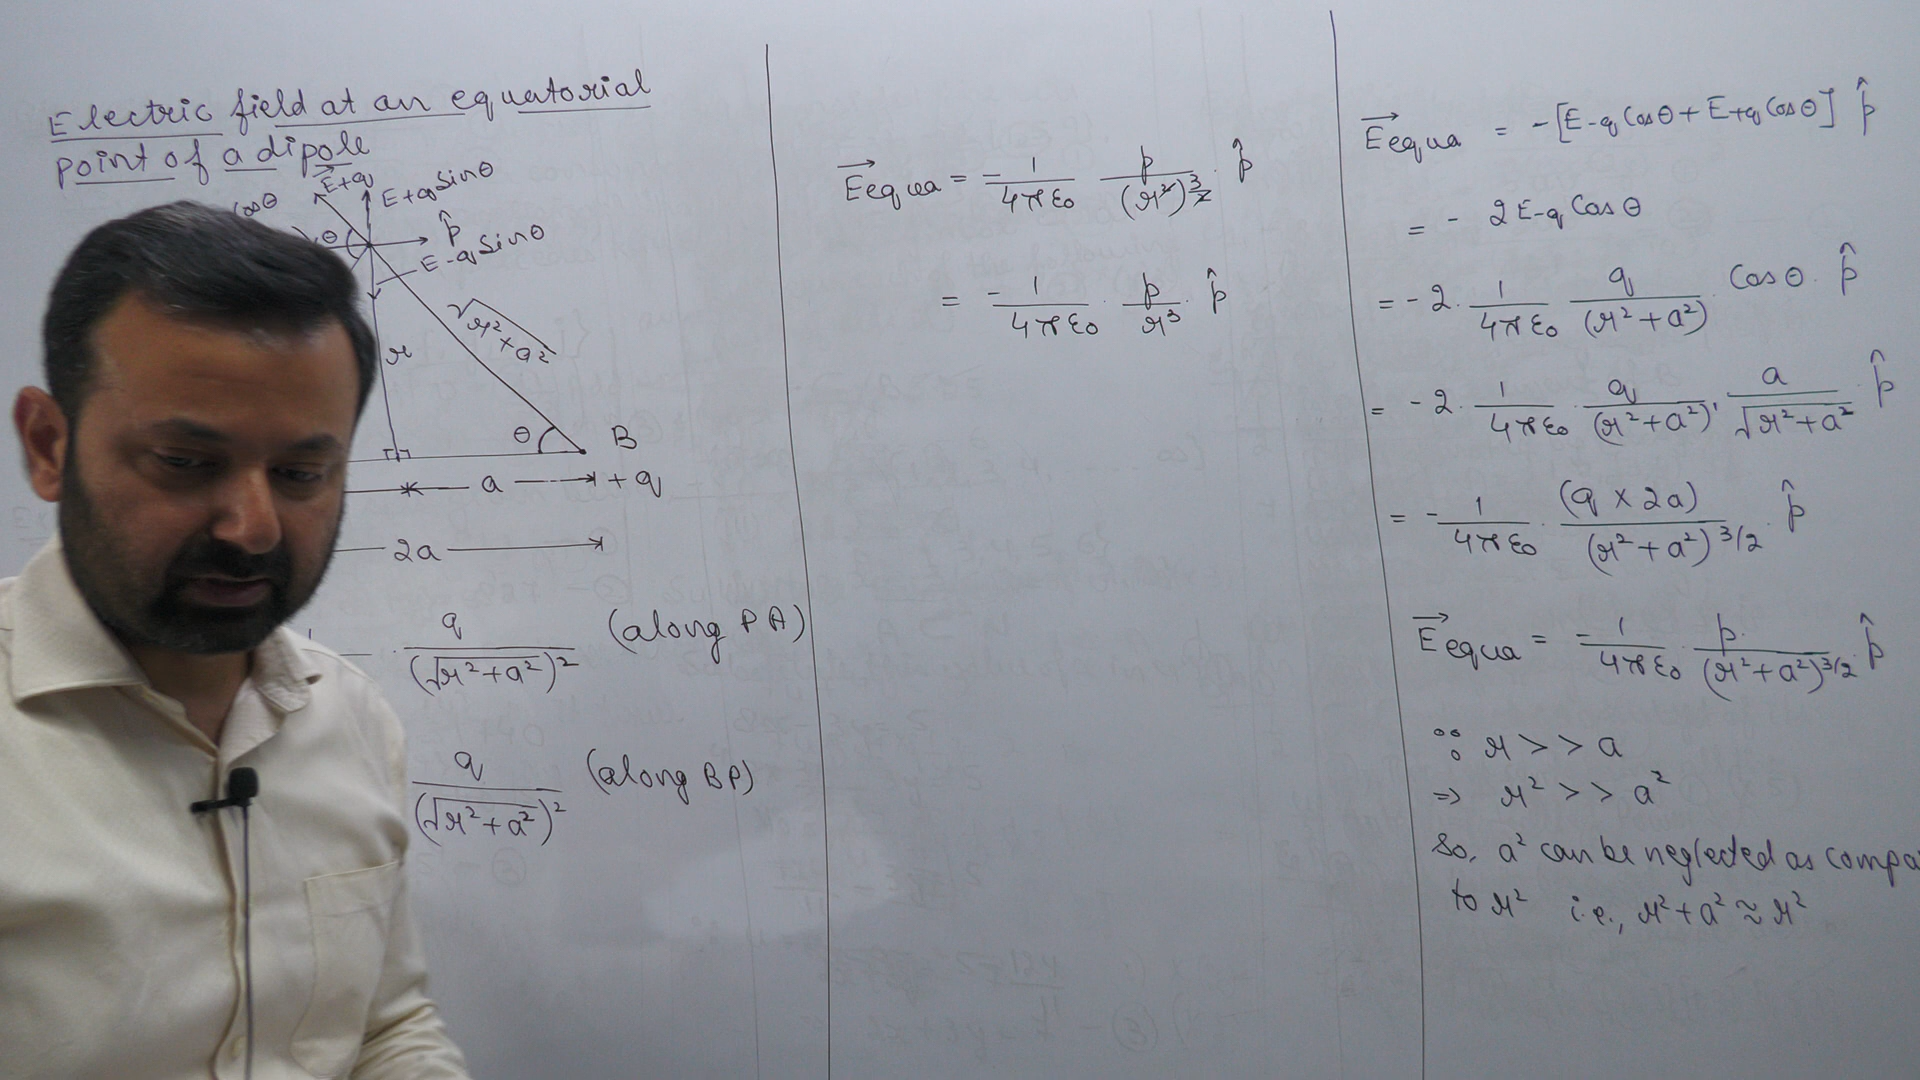 Electric field at an equatorial
point of a dipole
E+q
E+q Sinθ
Cosθ
θ
p̂
E-q Sinθ
√r²×a²
r
θ
B
a
+q
2a
q/(√r²+a²)² (along PA)
q/(√r²+a²)² (along BP)
E⃗equa = -1/4πε₀ p/(r²)^3/2 · p̂
= -1/4πε₀ · p/r³ · p̂
E⃗equa = -[E-q Cosθ + E+q Cosθ] p̂
= - 2E-q Cosθ
= -2 · 1/4πε₀ q/(r²+a²) · Cosθ · p̂
= -2 · 1/4πε₀ · q/(r²+a²) · a/√r²+a² · p̂
= -1/4πε₀ · (q × 2a)/(r²+a²)^3/2 · p̂
E⃗equa = -1/4πε₀ · p/(r²+a²)^3/2 · p̂
∵ r >> a
⇒ r² >> a²
So, a² can be neglected as compa
to r² i.e., r²+a² ≈ r²